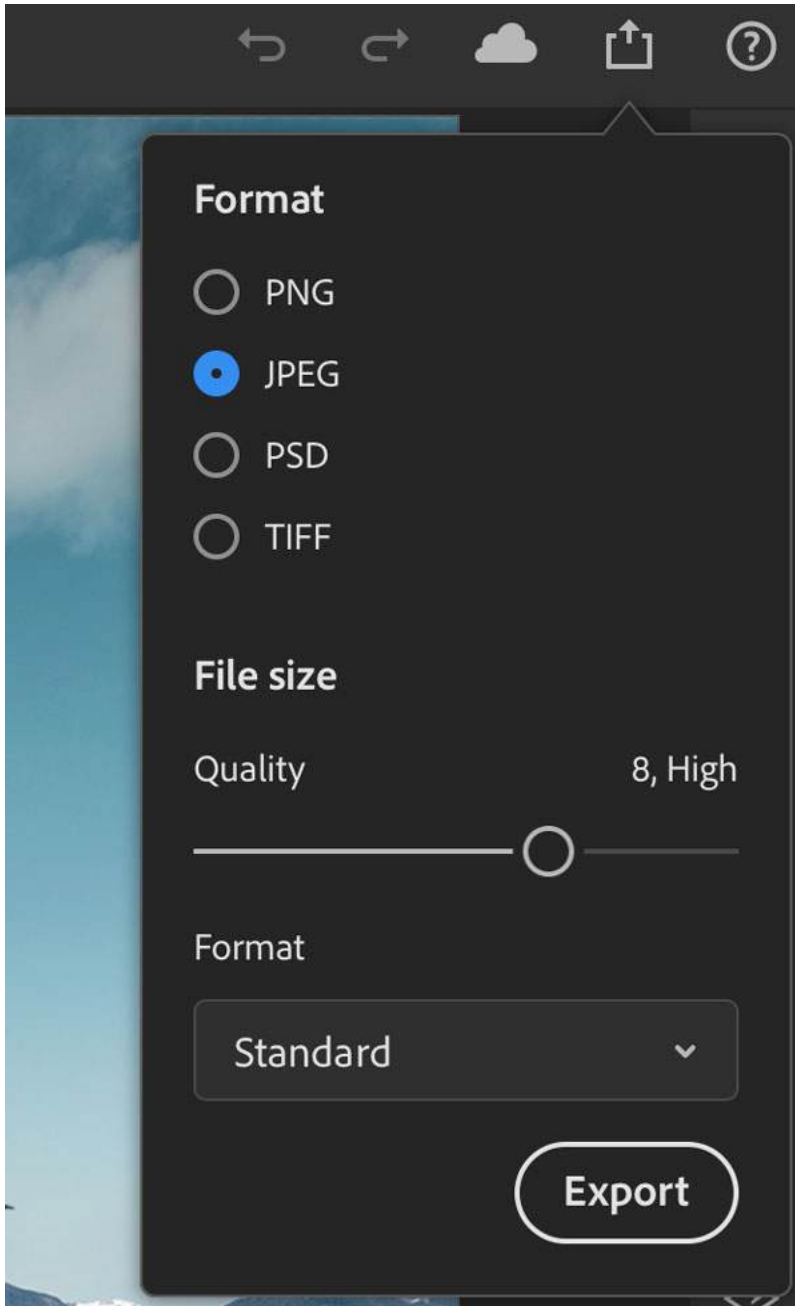 Format
PNG
JPEG
PSD
TIFF
File size
Quality 8, High
Format
Standard
Export